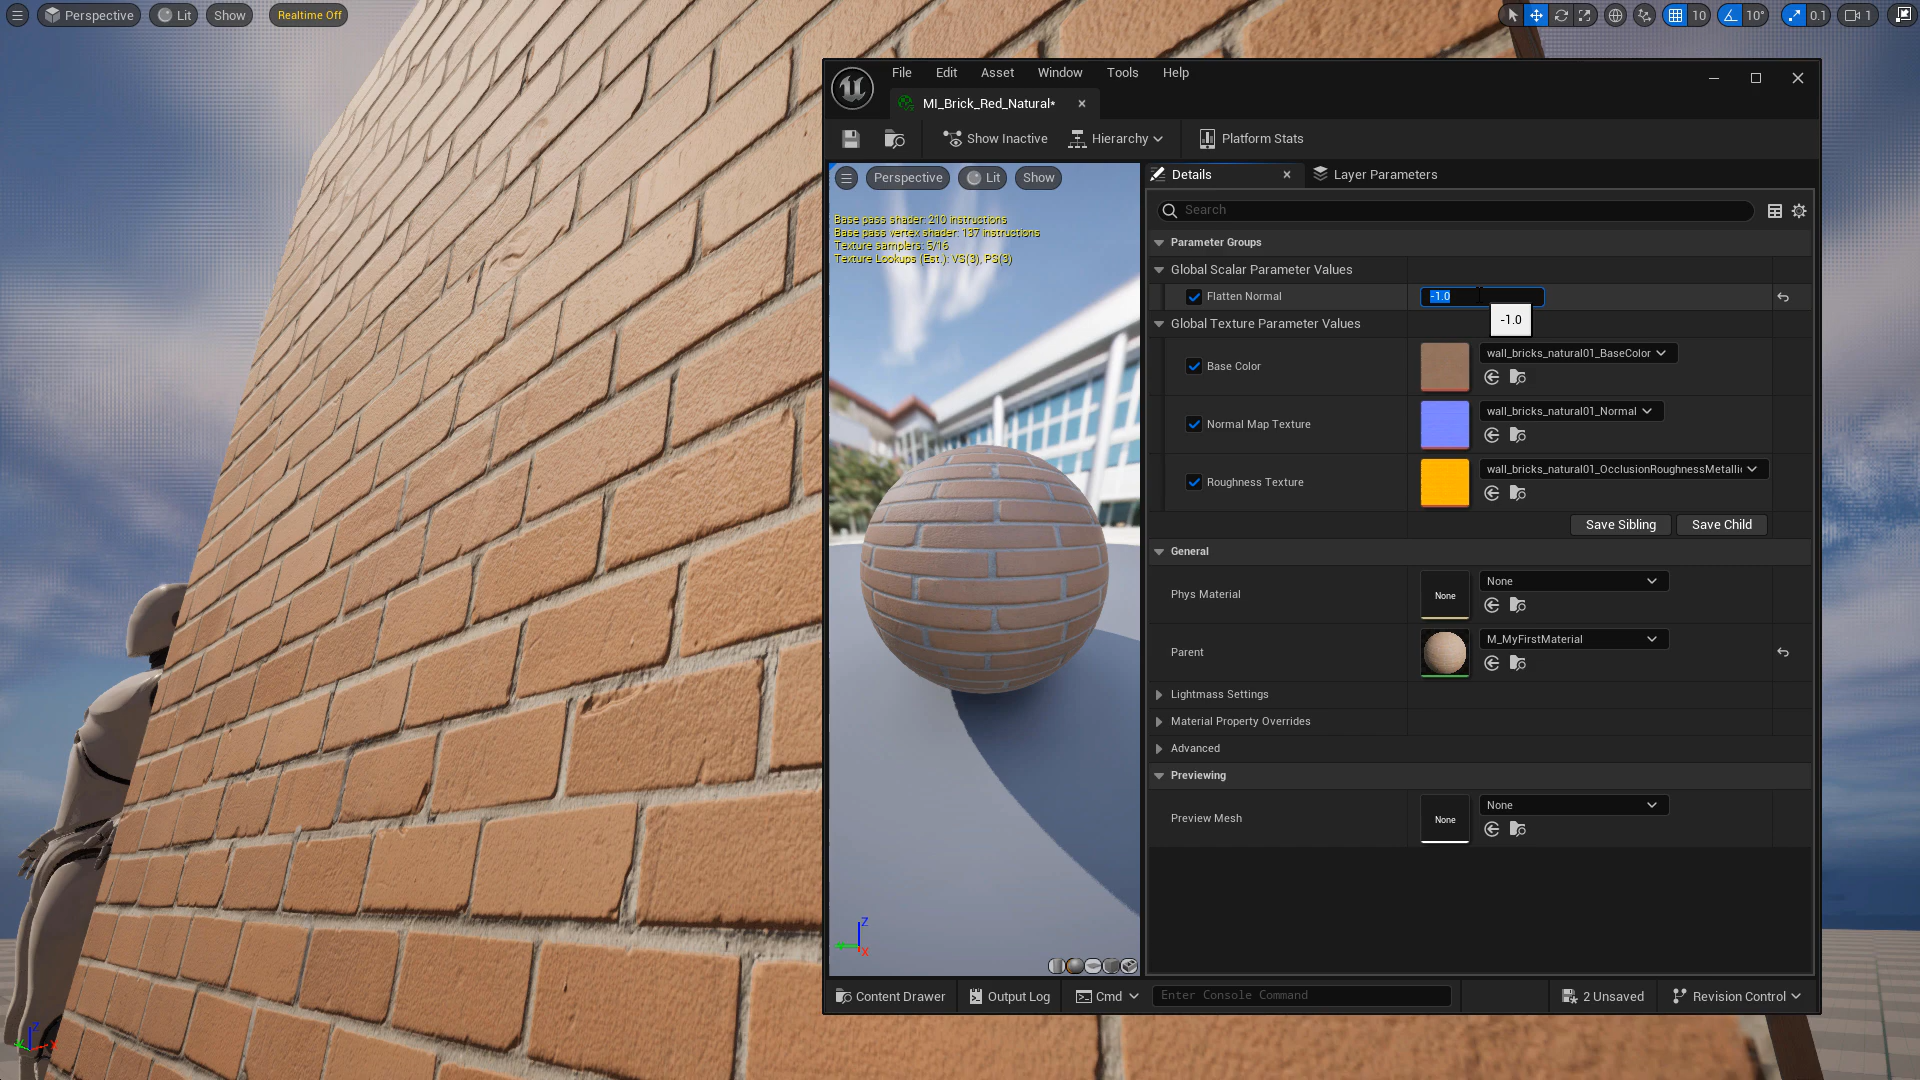 Perspective
Lit
Show
Realtime Off
10
10°
0.1
1
File
Edit
Asset
Window
Tools
Help
MI_Brick_Red_Natural*
Show Inactive
Hierarchy
Platform Stats
Perspective
Lit
Show
Base pass shader: 210 instructions
Base pass vertex shader: 137 instructions
Texture samplers: 5/16
Texture Lookups (Est.): VS(3), PS(3)
Details
Layer Parameters
Search
Parameter Groups
Global Scalar Parameter Values
Flatten Normal
-1.0
-1.0
Global Texture Parameter Values
Base Color
wall_bricks_natural01_BaseColor
Normal Map Texture
wall_bricks_natural01_Normal
Roughness Texture
wall_bricks_natural01_OcclusionRoughnessMetalli
Save Sibling
Save Child
General
Phys Material
None
None
Parent
M_MyFirstMaterial
Lightmass Settings
Material Property Overrides
Advanced
Previewing
Preview Mesh
None
None
Z
X
Z
Y
X
Content Drawer
Output Log
Cmd
Enter Console Command
2 Unsaved
Revision Control